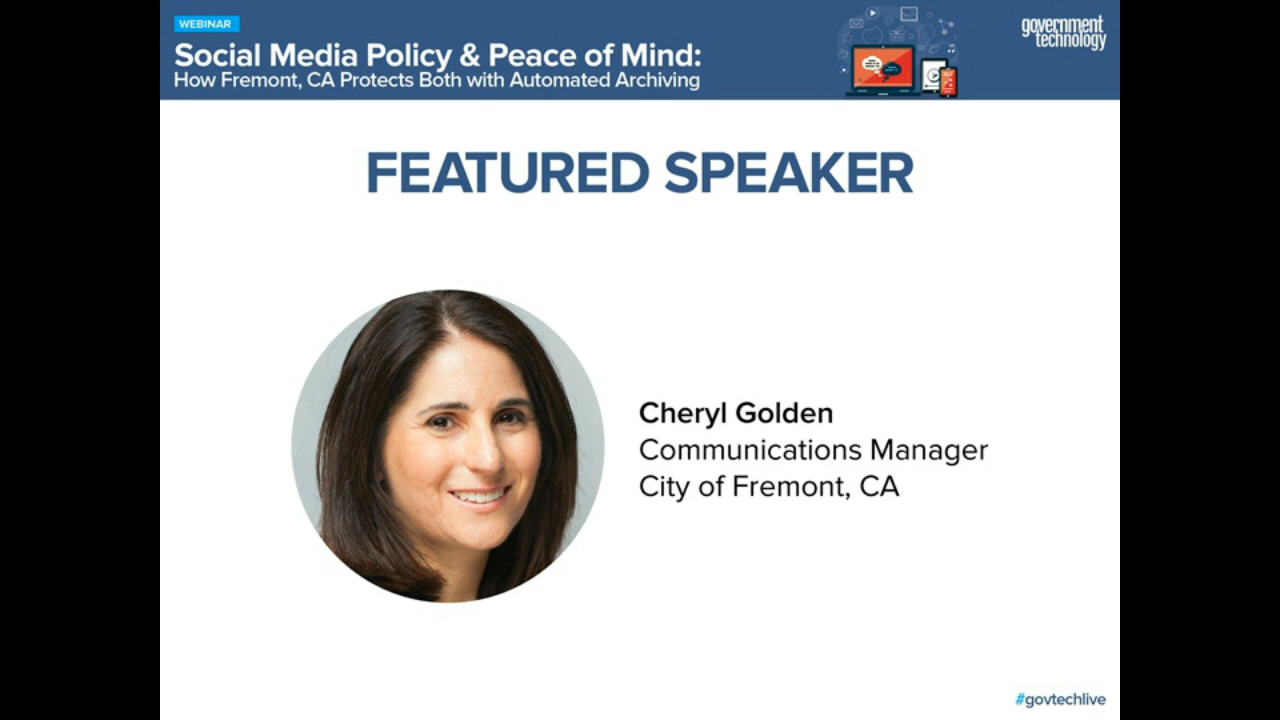 WEBINAR
Social Media Policy & Peace of Mind:
How Fremont, CA Protects Both with Automated Archiving
government
technology
FEATURED SPEAKER
Cheryl Golden
Communications Manager
City of Fremont, CA
#govtechlive